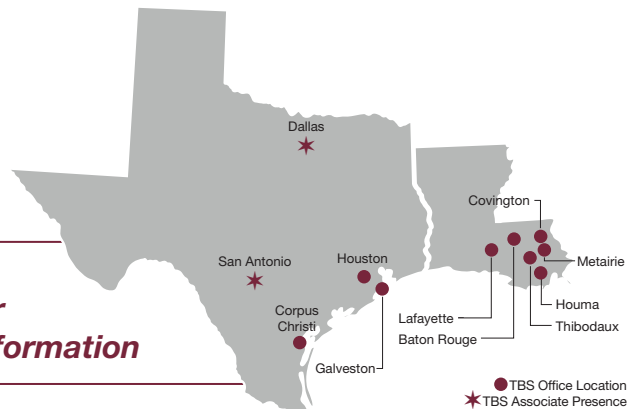 Dallas
Covington
San Antonio
Houston
Metairie
Corpus
Christi
Houma
Lafayette
Thibodaux
Baton Rouge
Galveston
TBS Office Location
TBS Associate Presence